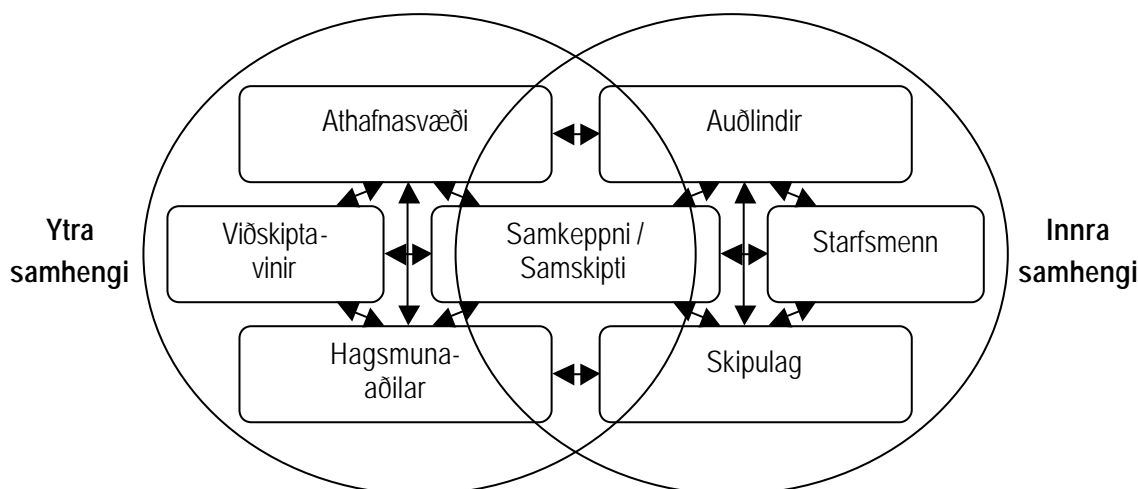 Athafnasvæði
Auðlindir
Ytra
samhengi
Viðskipta-
vinir
Samkeppni /
Samskipti
Starfsmenn
Innra
samhengi
Hagsmuna-
aðilar
Skipulag